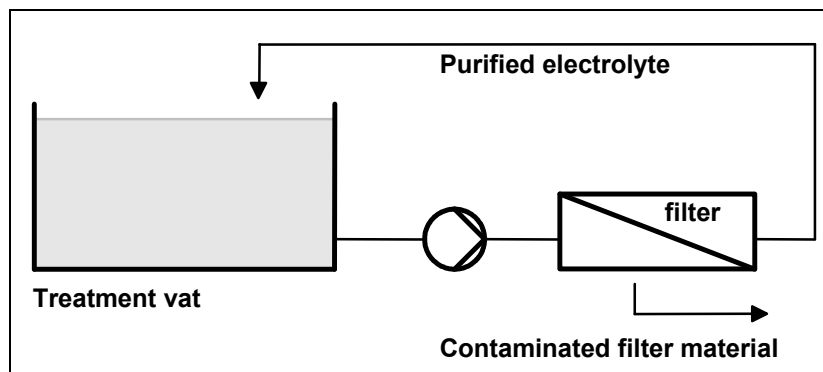 Purified electrolyte
filter
Treatment vat
Contaminated filter material